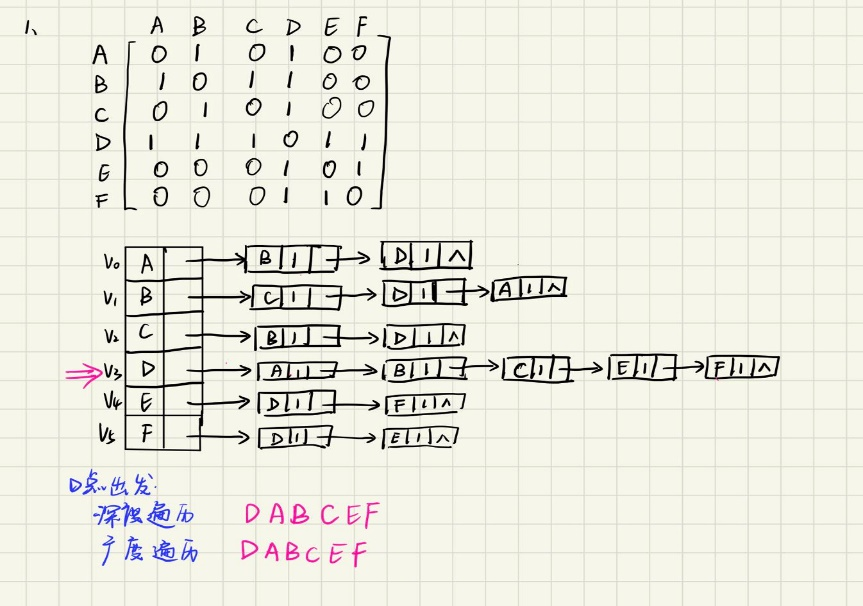 1、
A B C D E F
A 0 1 0 1 0 0
B 1 0 1 1 0 0
C 0 1 0 1 0 0
D 1 1 1 0 1 1
E 0 0 0 1 0 1
F 0 0 0 1 1 0
V₀ A B 1 D 1 ∧
V₁ B C 1 D 1 A 1 ∧
V₂ C B 1 D 1 ∧
V₃ D A 1 B 1 C 1 E 1 F 1 ∧
V₄ E D 1 F 1 ∧
V₅ F D 1 E 1 ∧
D点出发.
深度遍历 D A B C E F
广度遍历 D A B C E F